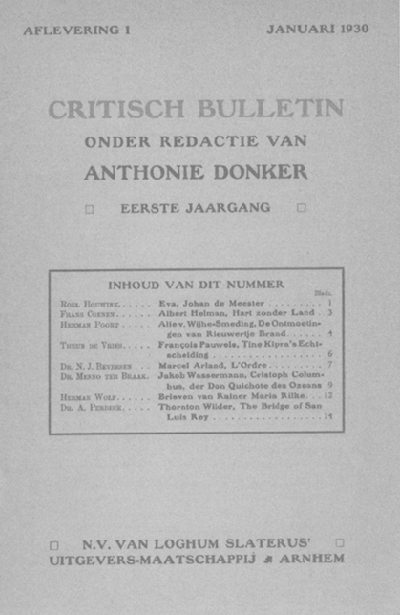 AFLEVERING 1 JANUARI 1930
CRITISCH BULLETIN
ONDER REDACTIE VAN
ANTHONIE DONKER
EERSTE JAARGANG
INHOUD VAN DIT NUMMER
Bladz.
ROEL HOUWINK..... Eva, Johan de Meester ......... 1
FRANS COENEN..... Albert Helman, Hart zonder Land .. 3
HERMAN POORT ..... Aliev. Wijhe-Smeding, De Ontmoetin-
gen van Rieuwertje Brand ...... 4
THEUN DE VRIES.... François Pauwels, Tine Kipra's Echt-
scheiding .................. 6
DR. N. J. BEVERSEN .. Marcel Arland, L'Ordre ......... 7
DR. MENNO TER BRAAK. Jakob Wassermann, Cristoph Colum-
bus, der Don Quichote des Ozeans 9
HERMAN WOLF...... Brieven van Rainer Maria Rilke... 12
DR. A. PERDECK.... Thornton Wilder, The Bridge of San
Luis Rey .................. 14
N.V. VAN LOGHUM SLATERUS'
UITGEVERS-MAATSCHAPPIJ ARNHEM